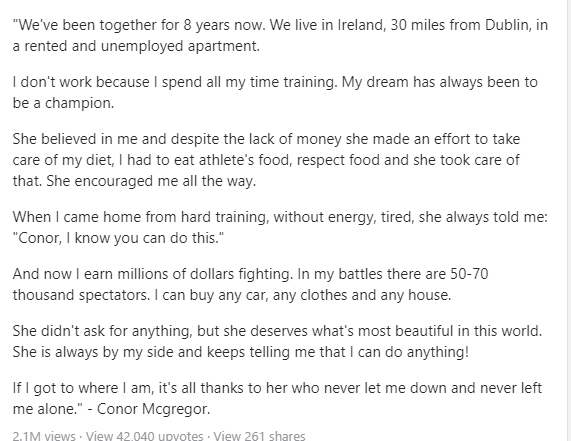 "We've been together for 8 years now. We live in Ireland, 30 miles from Dublin, in
a rented and unemployed apartment.
I don't work because I spend all my time training. My dream has always been to
be a champion.
She believed in me and despite the lack of money she made an effort to take
care of my diet, I had to eat athlete's food, respect food and she took care of
that. She encouraged me all the way.
When I came home from hard training, without energy, tired, she always told me:
"Conor, I know you can do this."
And now I earn millions of dollars fighting. In my battles there are 50-70
thousand spectators. I can buy any car, any clothes and any house.
She didn't ask for anything, but she deserves what's most beautiful in this world.
She is always by my side and keeps telling me that I can do anything!
If I got to where I am, it's all thanks to her who never let me down and never left
me alone." - Conor Mcgregor.
2.1M views · View 42,040 upvotes · View 261 shares